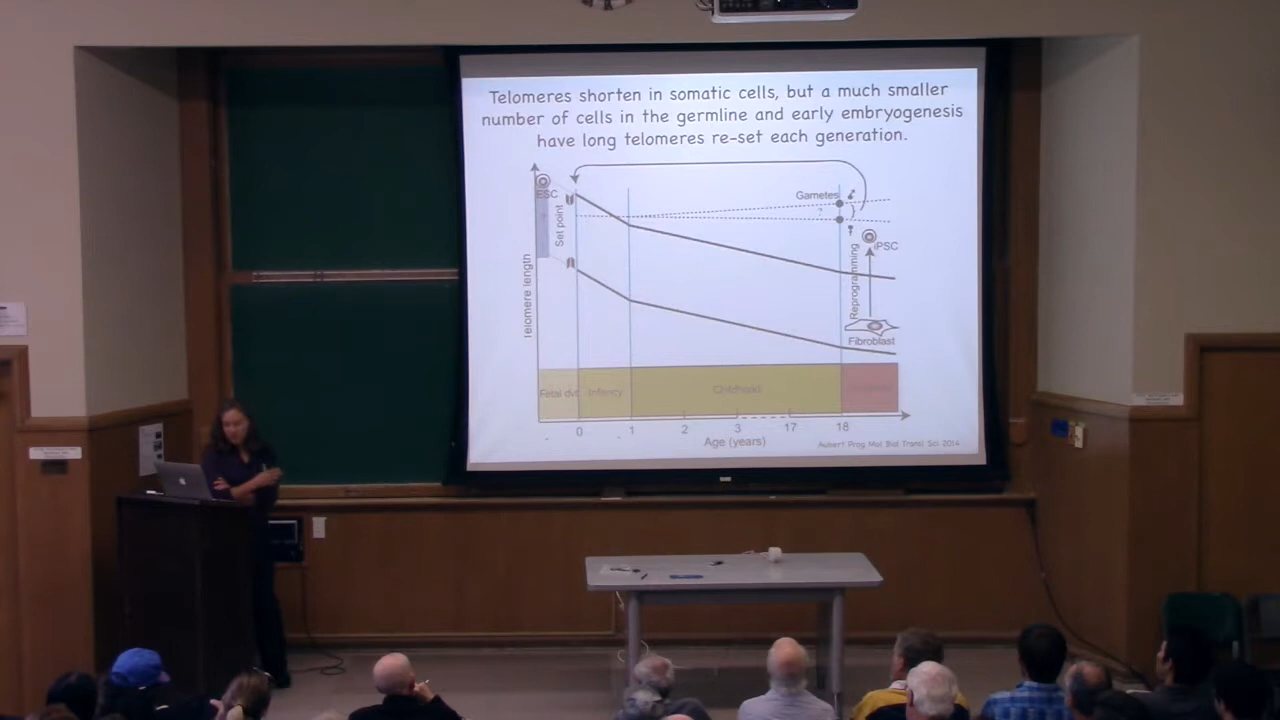 Telomeres shorten in somatic cells, but a much smaller
number of cells in the germline and early embryogenesis
have long telomeres re-set each generation.
ESC
Set point
Telomere length
Gametes
?
iPSC
Reprogramming
Fibroblast
Fetal dvt
Infancy
Childhood
0
1
2
3
17
18
Age (years)
Aubert Prog Mol Biol Transl Sci 2014